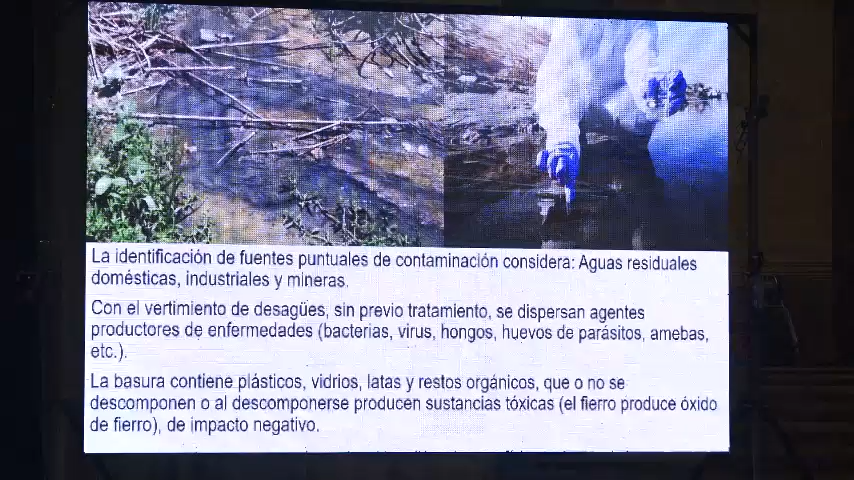 La identificación de fuentes puntuales de contaminación considera: Aguas residuales
domésticas, industriales y mineras.
Con el vertimiento de desagües, sin previo tratamiento, se dispersan agentes
productores de enfermedades (bacterias, virus, hongos, huevos de parásitos, amebas,
etc.).
La basura contiene plásticos, vidrios, latas y restos orgánicos, que o no se
descomponen o al descomponerse producen sustancias tóxicas (el fierro produce óxido
de fierro), de impacto negativo.